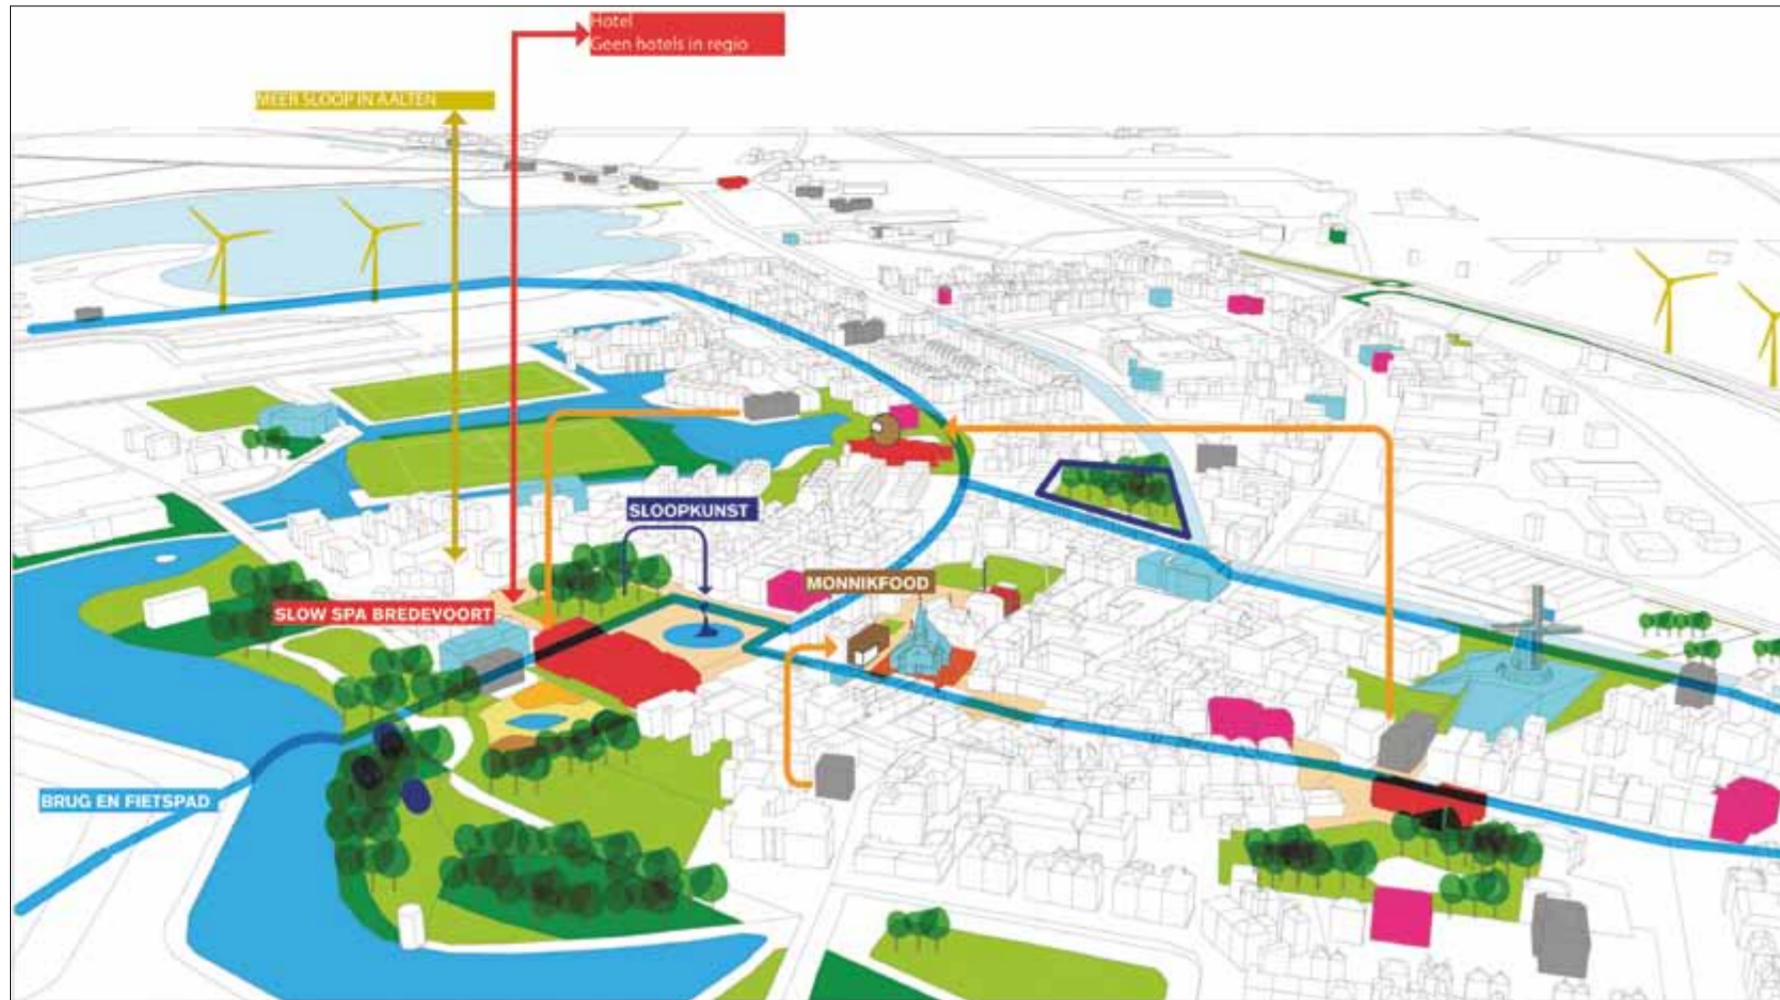 Hotel
Geen hotels in regio
MEER SLOOP IN AALTEN
SLOOPKUNST
MONNIKFOOD
SLOW SPA BREDEVOORT
BRUG EN FIETSPAD